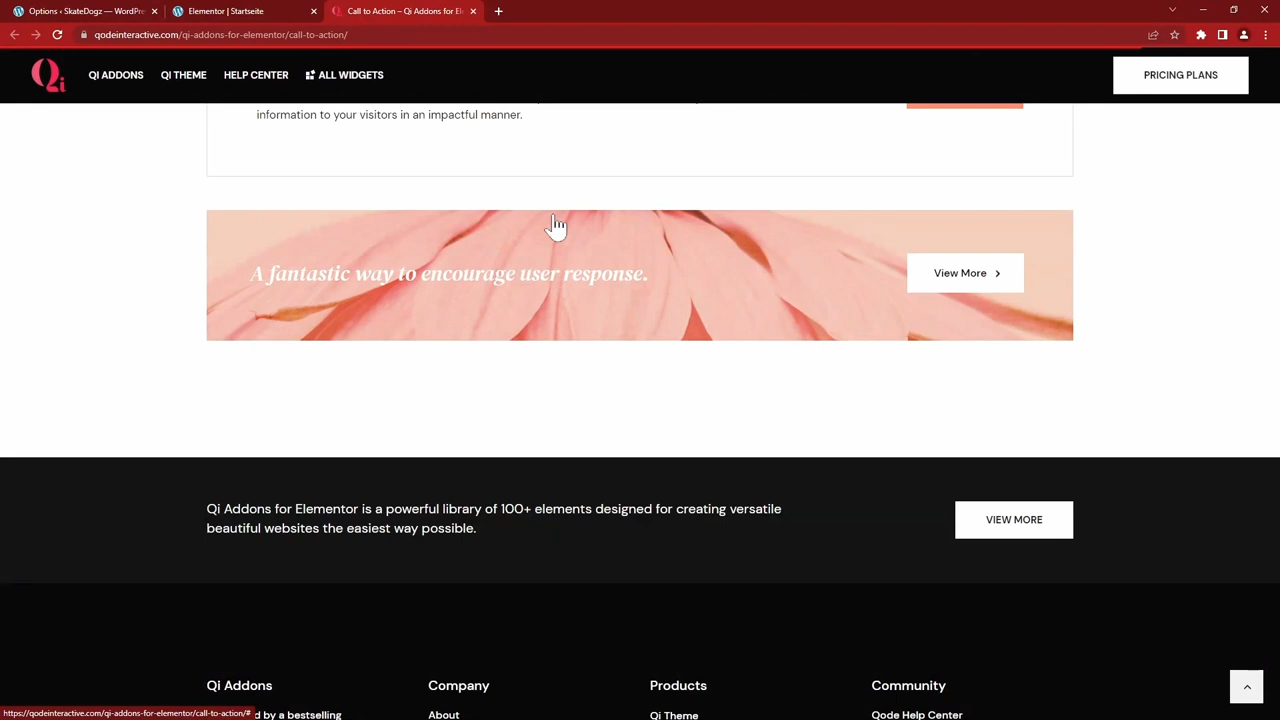 Options ‹ SkateDogz — WordPre
Elementor | Startseite
Call to Action – Qi Addons for El
qodeinteractive.com/qi-addons-for-elementor/call-to-action/
Qi
QI ADDONS
QI THEME
HELP CENTER
ALL WIDGETS
PRICING PLANS
information to your visitors in an impactful manner.
A fantastic way to encourage user response.
View More
Qi Addons for Elementor is a powerful library of 100+ elements designed for creating versatile
beautiful websites the easiest way possible.
VIEW MORE
Qi Addons
Company
Products
Community
d by a bestselling
About
Qi Theme
Qode Help Center
https://qodeinteractive.com/qi-addons-for-elementor/call-to-action/#